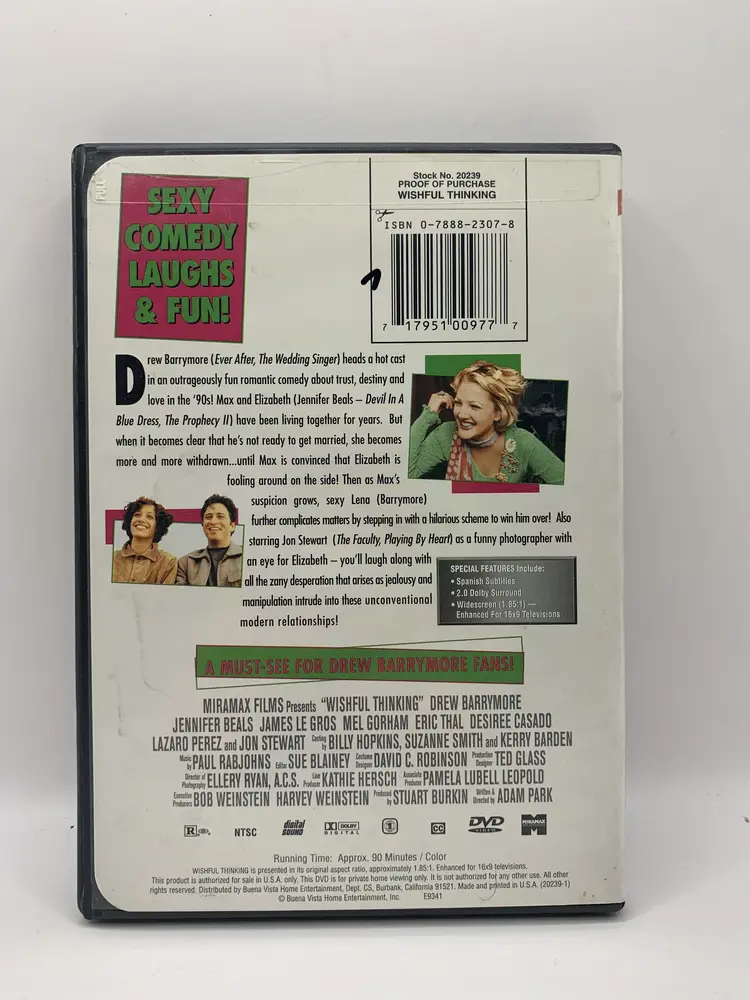 PULL
SEXY
COMEDY
LAUGHS
& FUN!
Stock No. 20239
PROOF OF PURCHASE
WISHFUL THINKING
ISBN 0-7888-2307-8
7 17951 00977 7
Drew Barrymore (Ever After, The Wedding Singer) heads a hot cast
in an outrageously fun romantic comedy about trust, destiny and
love in the '90s! Max and Elizabeth (Jennifer Beals – Devil In A
Blue Dress, The Prophecy II) have been living together for years. But
when it becomes clear that he's not ready to get married, she becomes
more and more withdrawn...until Max is convinced that Elizabeth is
fooling around on the side! Then as Max's
suspicion grows, sexy Lena (Barrymore)
further complicates matters by stepping in with a hilarious scheme to win him over! Also
starring Jon Stewart (The Faculty, Playing By Heart) as a funny photographer with
an eye for Elizabeth – you'll laugh along with
all the zany desperation that arises as jealousy and
manipulation intrude into these unconventional
modern relationships!
SPECIAL FEATURES Include:
• Spanish Subtitles
• 2.0 Dolby Surround
• Widescreen (1.85:1) —
Enhanced For 16x9 Televisions
A MUST-SEE FOR DREW BARRYMORE FANS!
MIRAMAX FILMS Presents "WISHFUL THINKING" DREW BARRYMORE
JENNIFER BEALS JAMES LE GROS MEL GORHAM ERIC THAL DESIREE CASADO
LAZARO PEREZ and JON STEWART Casting by BILLY HOPKINS, SUZANNE SMITH and KERRY BARDEN
Music by PAUL RABJOHNS Editor SUE BLAINEY Costume Designer DAVID C. ROBINSON Production Designer TED GLASS
Director of Photography ELLERY RYAN, A.C.S. Line Producer KATHIE HERSCH Associate Producer PAMELA LUBELL LEOPOLD
Executive Producers BOB WEINSTEIN HARVEY WEINSTEIN Produced by STUART BURKIN Written & Directed by ADAM PARK
R NTSC digital SOUND DOLBY DIGITAL 1 CC DVD VIDEO MIRAMAX
Running Time: Approx. 90 Minutes / Color
WISHFUL THINKING is presented in its original aspect ratio, approximately 1.85:1. Enhanced for 16x9 televisions.
This product is authorized for sale in U.S.A. only. This DVD is for private home viewing only. It is not authorized for any other use. All other
rights reserved. Distributed by Buena Vista Home Entertainment, Dept. CS, Burbank, California 91521. Made and printed in U.S.A. (20239-1)
© Buena Vista Home Entertainment, Inc. E9341